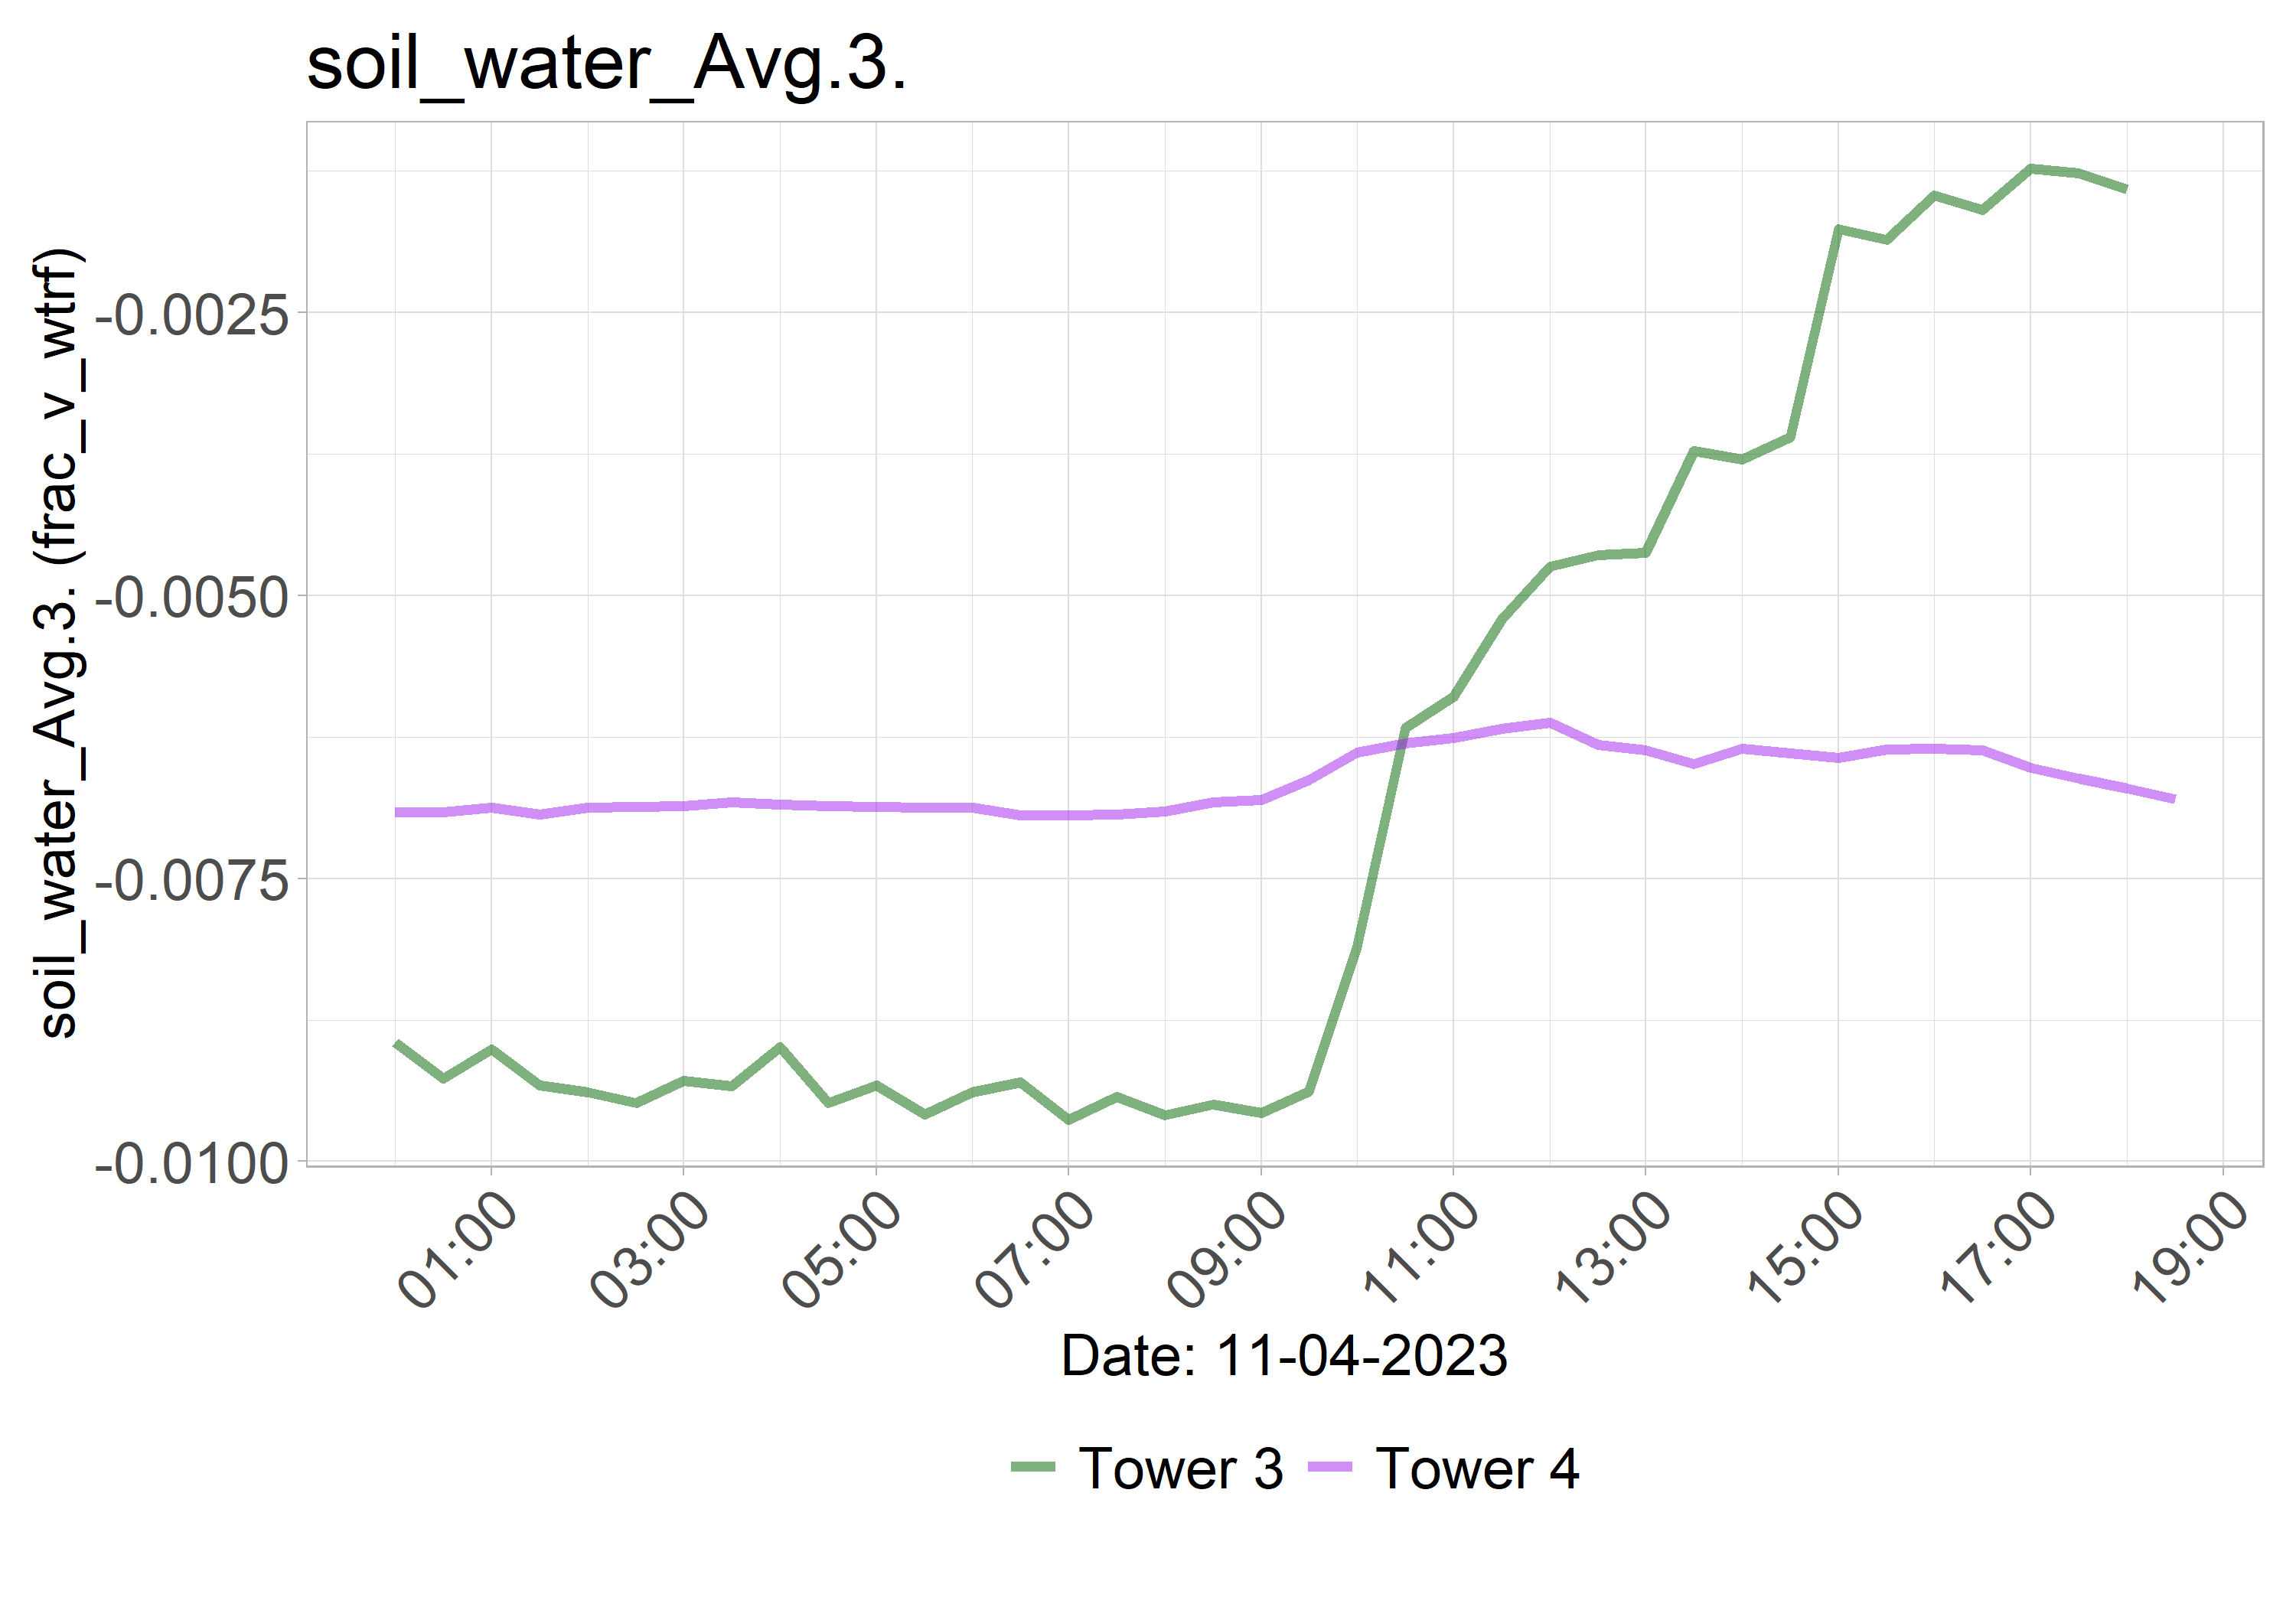 soil_water_Avg.3.
soil_water_Avg.3. (frac_v_wtrf)
-0.0025
-0.0050
-0.0075
-0.0100
01:00
03:00
05:00
07:00
09:00
11:00
13:00
15:00
17:00
19:00
Date: 11-04-2023
Tower 3
Tower 4